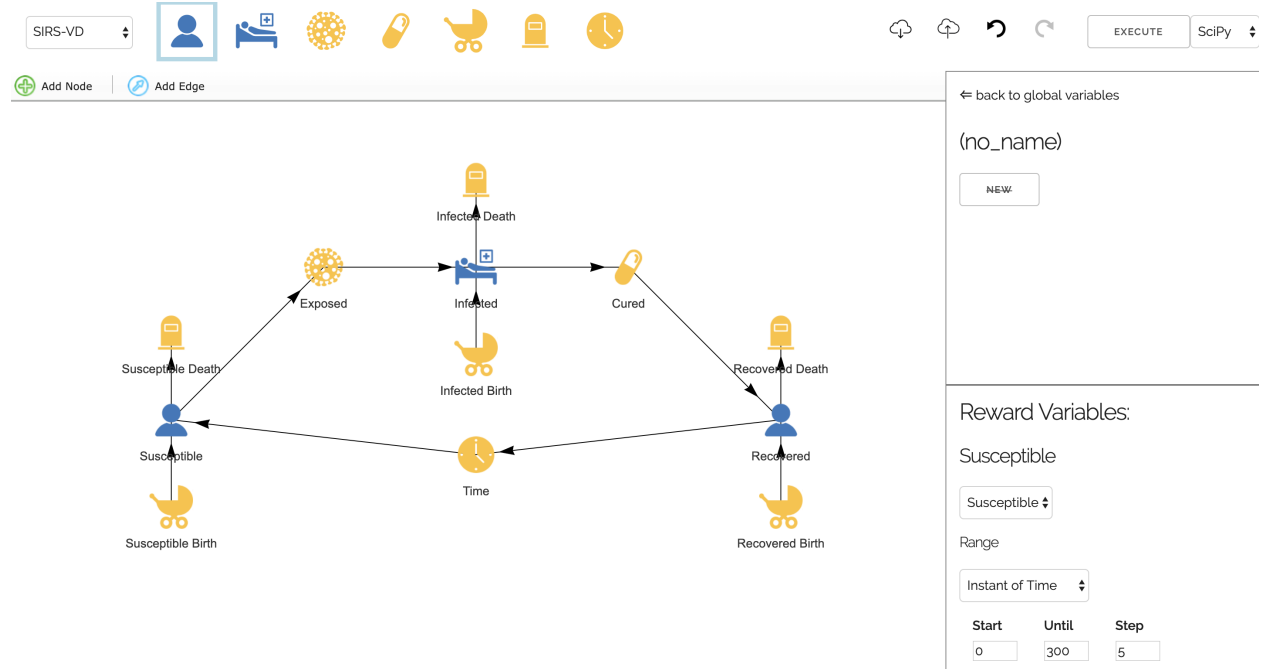 SIRS-VD
EXECUTE
SciPy
Add Node
Add Edge
⇐ back to global variables
(no_name)
NEW
Infected Death
Exposed
Infected
Cured
Susceptible Death
Recovered Death
Infected Birth
Susceptible
Recovered
Time
Susceptible Birth
Recovered Birth
Reward Variables:
Susceptible
Susceptible
Range
Instant of Time
Start Until Step
0 300 5